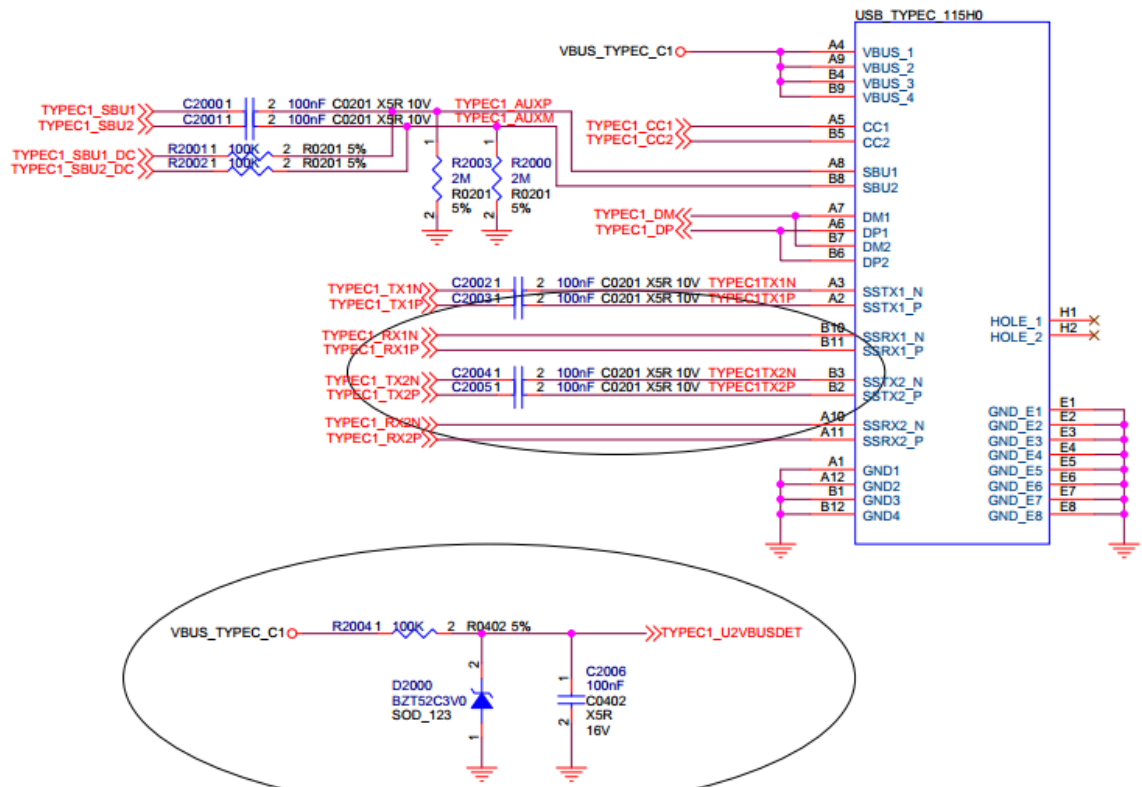 USB_TYPEC_115H0
VBUS_TYPEC_C1 A4 VBUS_1
A9 VBUS_2
B4 VBUS_3
B9 VBUS_4
TYPEC1_SBU1 C2000 1 2 100nF C0201 X5R 10V TYPEC1_AUXP
TYPEC1_SBU2 C2001 1 2 100nF C0201 X5R 10V TYPEC1_AUXM
TYPEC1_CC1 A5 CC1
TYPEC1_CC2 B5 CC2
TYPEC1_SBU1_DC R2001 1 100K 2 R0201 5%
TYPEC1_SBU2_DC R2002 1 100K 2 R0201 5%
1 R2003 2M R0201 5% 2
1 R2000 2M R0201 5% 2
A8 SBU1
B8 SBU2
TYPEC1_DM A7 DM1
TYPEC1_DP A6 DP1
B7 DM2
B6 DP2
TYPEC1_TX1N C2002 1 2 100nF C0201 X5R 10V TYPEC1TX1N A3 SSTX1_N
TYPEC1_TX1P C2003 1 2 100nF C0201 X5R 10V TYPEC1TX1P A2 SSTX1_P
TYPEC1_RX1N B10 SSRX1_N
TYPEC1_RX1P B11 SSRX1_P
HOLE_1 H1
HOLE_2 H2
TYPEC1_TX2N C2004 1 2 100nF C0201 X5R 10V TYPEC1TX2N B3 SSTX2_N
TYPEC1_TX2P C2005 1 2 100nF C0201 X5R 10V TYPEC1TX2P B2 SSTX2_P
TYPEC1_RX2N A10 SSRX2_N
TYPEC1_RX2P A11 SSRX2_P
GND_E1 E1
GND_E2 E2
GND_E3 E3
GND_E4 E4
GND_E5 E5
GND_E6 E6
GND_E7 E7
GND_E8 E8
A1 GND1
A12 GND2
B1 GND3
B12 GND4
VBUS_TYPEC_C1 R2004 1 100K 2 R0402 5% TYPEC1_U2VBUSDET
2
D2000
BZT52C3V0
SOD_123
1
1
C2006
100nF
C0402
X5R
16V
2